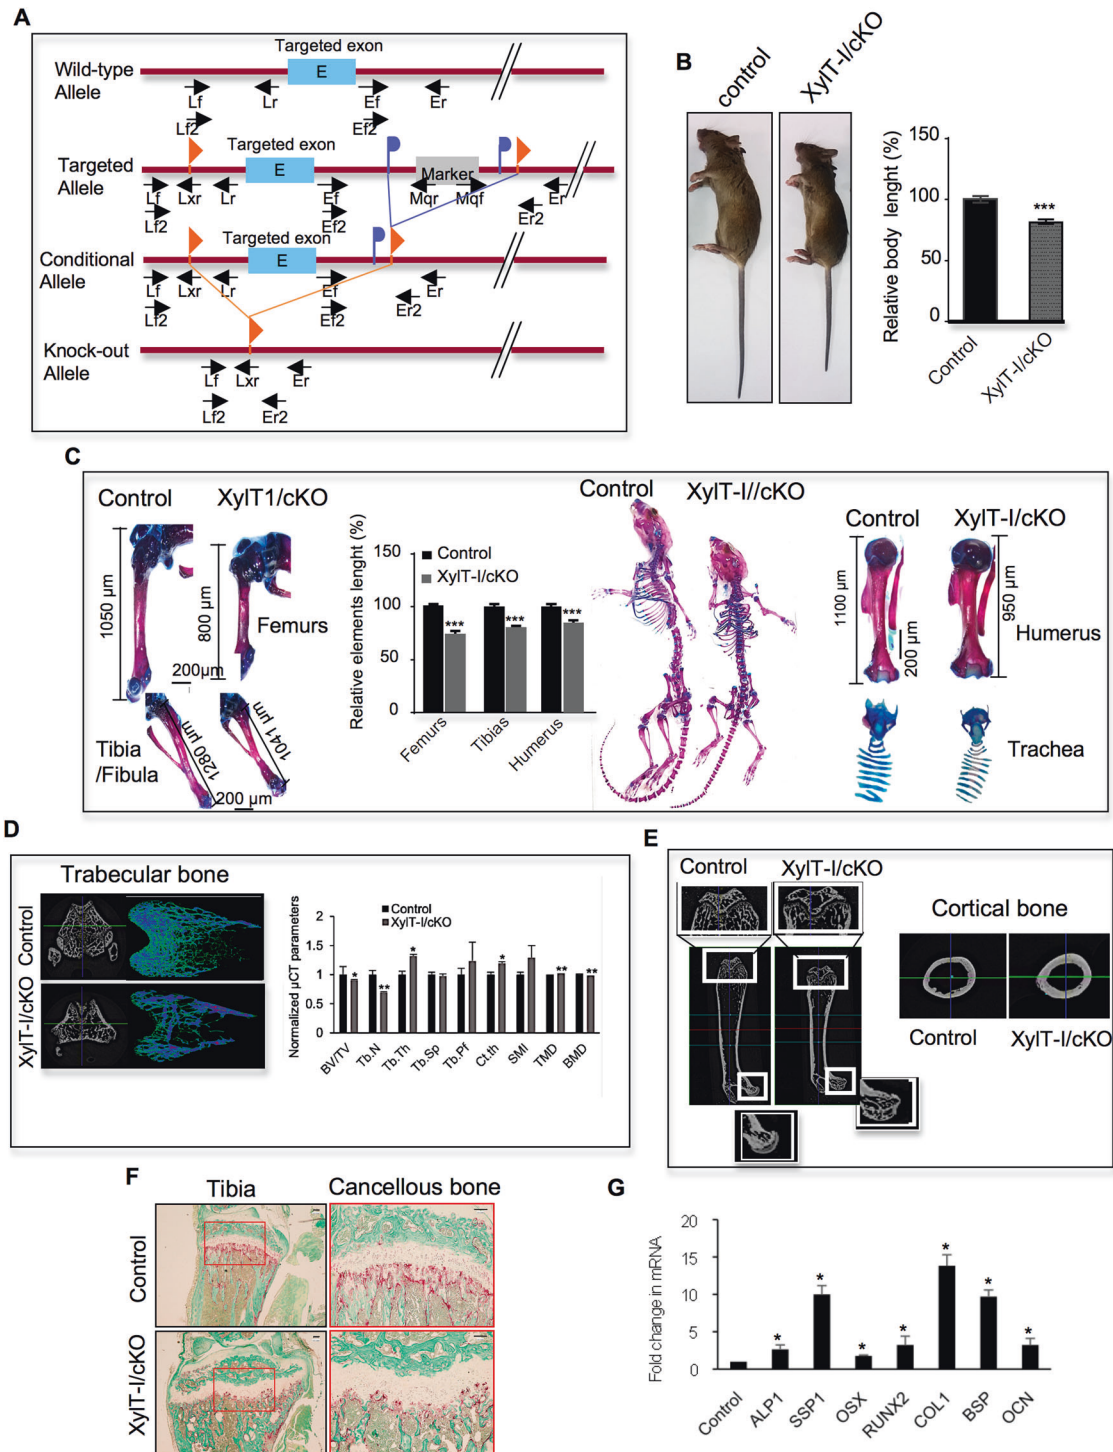 A
Targeted exon
Wild-type
Allele
E
Lf
Lr
Ef
Er
Lf2
Ef2
Targeted
Allele
Targeted exon
E
Marker
Lf
Lxr
Lr
Ef
Mqr
Mqf
Er
Lf2
Ef2
Er2
Conditional
Allele
Targeted exon
E
Lf
Lxr
Lr
Ef
Er
Lf2
Ef2
Er2
Knock-out
Allele
Lf
Lxr
Er
Lf2
Er2
B
control
XylT-I/cKO
Relative body lenght (%)
150
100
50
0
***
Control
XylT-I/cKO
C
Control
XylT1/cKO
1050 µm
800 µm
Femurs
200µm
Tibia
/Fibula
1280 µm
1041 µm
200 µm
Relative elements lenght (%)
150
100
50
0
Control
XylT-I/cKO
***
***
***
Femurs
Tibias
Humerus
Control
XylT-I//cKO
Control
XylT-I/cKO
1100 µm
200 µm
950 µm
Humerus
Trachea
D
Trabecular bone
Control
XylT-I/cKO
Normalized µCT parameters
2
1.5
1
0.5
0
Control
XylT-I/cKO
*
**
*
*
**
**
BV/TV
Tb.N
Tb.Th
Tb.Sp
Tb.Pf
Ct.th
SMI
TMD
BMD
E
Control
XylT-I/cKO
Cortical bone
Control
XylT-I/cKO
F
Tibia
Cancellous bone
Control
XylT-I/cKO
G
Fold change in mRNA
20
15
10
5
0
*
*
*
*
*
*
*
Control
ALP1
SSP1
OSX
RUNX2
COL1
BSP
OCN